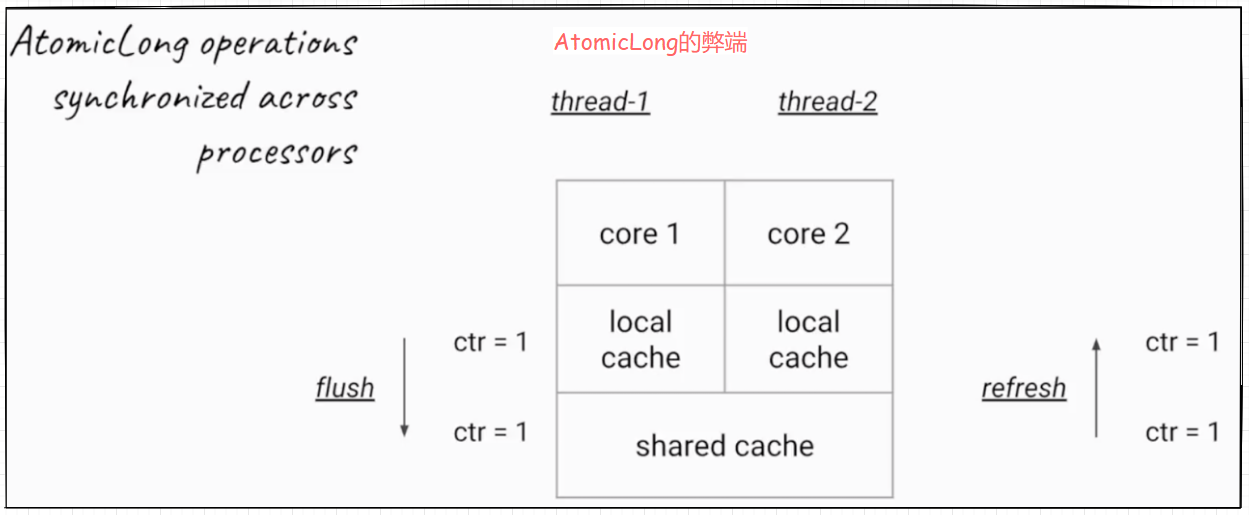 AtomicLong operations
synchronized across
processors
AtomicLong的弊端
thread-1
thread-2
core 1
core 2
local
cache
local
cache
shared cache
ctr = 1
flush
ctr = 1
ctr = 1
refresh
ctr = 1